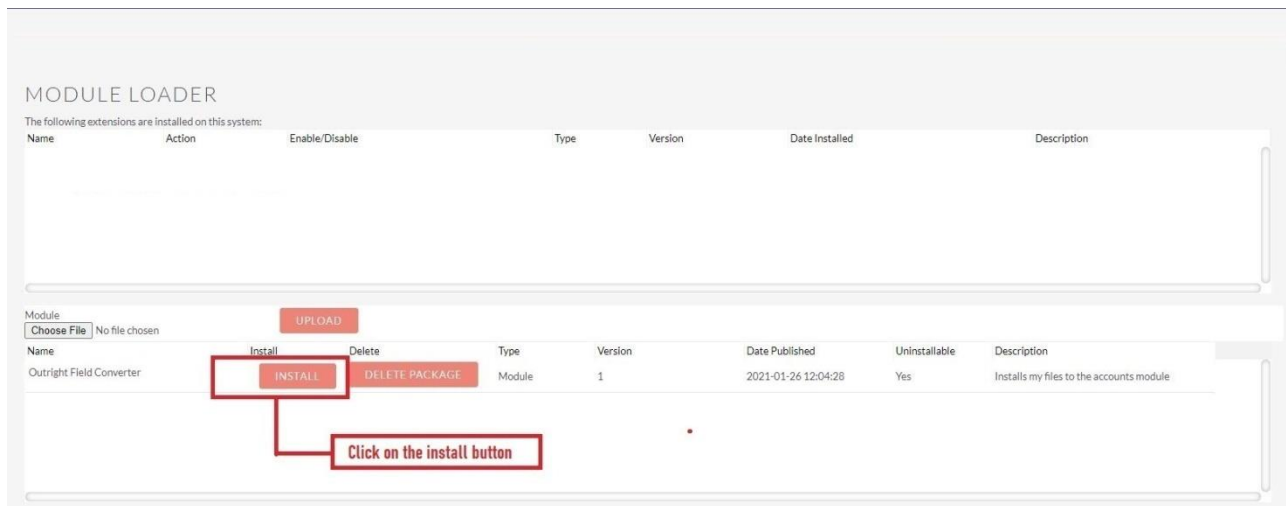 MODULE LOADER
The following extensions are installed on this system:
Name Action Enable/Disable Type Version Date Installed Description
Module
UPLOAD
Choose File No file chosen
Name Install Delete Type Version Date Published Uninstallable Description
Outright Field Converter INSTALL DELETE PACKAGE Module 1 2021-01-26 12:04:28 Yes Installs my files to the accounts module
Click on the install button